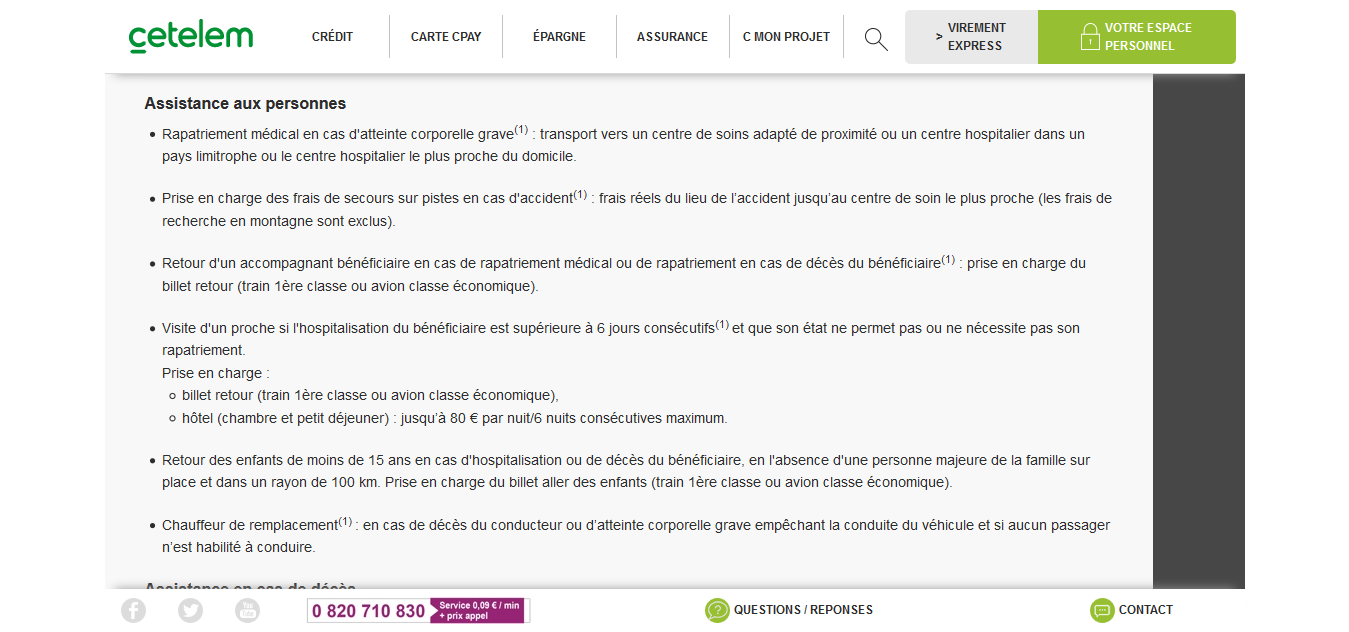 cetelem
CRÉDIT
CARTE CPAY
ÉPARGNE
ASSURANCE
C MON PROJET
> VIREMENT
EXPRESS
VOTRE ESPACE
PERSONNEL
Assistance aux personnes
• Rapatriement médical en cas d'atteinte corporelle grave(1) : transport vers un centre de soins adapté de proximité ou un centre hospitalier dans un
pays limitrophe ou le centre hospitalier le plus proche du domicile.
• Prise en charge des frais de secours sur pistes en cas d'accident(1) : frais réels du lieu de l’accident jusqu’au centre de soin le plus proche (les frais de
recherche en montagne sont exclus).
• Retour d'un accompagnant bénéficiaire en cas de rapatriement médical ou de rapatriement en cas de décès du bénéficiaire(1) : prise en charge du
billet retour (train 1ère classe ou avion classe économique).
• Visite d'un proche si l'hospitalisation du bénéficiaire est supérieure à 6 jours consécutifs(1) et que son état ne permet pas ou ne nécessite pas son
rapatriement.
Prise en charge :
billet retour (train 1ère classe ou avion classe économique),
hôtel (chambre et petit déjeuner) : jusqu’à 80 € par nuit/6 nuits consécutives maximum.
• Retour des enfants de moins de 15 ans en cas d'hospitalisation ou de décès du bénéficiaire, en l'absence d'une personne majeure de la famille sur
place et dans un rayon de 100 km. Prise en charge du billet aller des enfants (train 1ère classe ou avion classe économique).
• Chauffeur de remplacement(1) : en cas de décès du conducteur ou d’atteinte corporelle grave empêchant la conduite du véhicule et si aucun passager
n’est habilité à conduire.
Assistance en cas de décès
You Tube
0 820 710 830
Service 0,09 € / min
+ prix appel
QUESTIONS / REPONSES
CONTACT